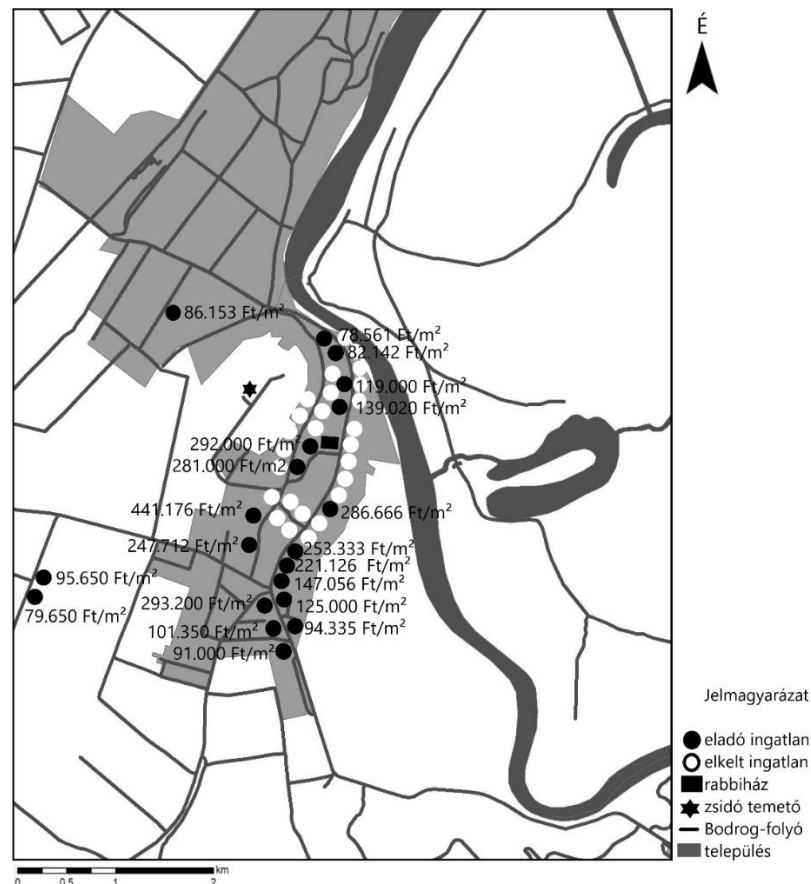 É
86.153 Ft/m²
78.561 Ft/m²
82.142 Ft/m²
119.000 Ft/m²
139.020 Ft/m²
292.000 Ft/m²
281.000 Ft/m2
441.176 Ft/m²
286.666 Ft/m²
247.712 Ft/m²
253.333 Ft/m²
221.126 Ft/m²
95.650 Ft/m²
147.056 Ft/m²
79.650 Ft/m²
293.200 Ft/m²
125.000 Ft/m²
101.350 Ft/m²
94.335 Ft/m²
91.000 Ft/m²
Jelmagyarázat
eladó ingatlan
elkelt ingatlan
rabbiház
zsidó temető
Bodrog-folyó
település
km
0 0.5 1 2